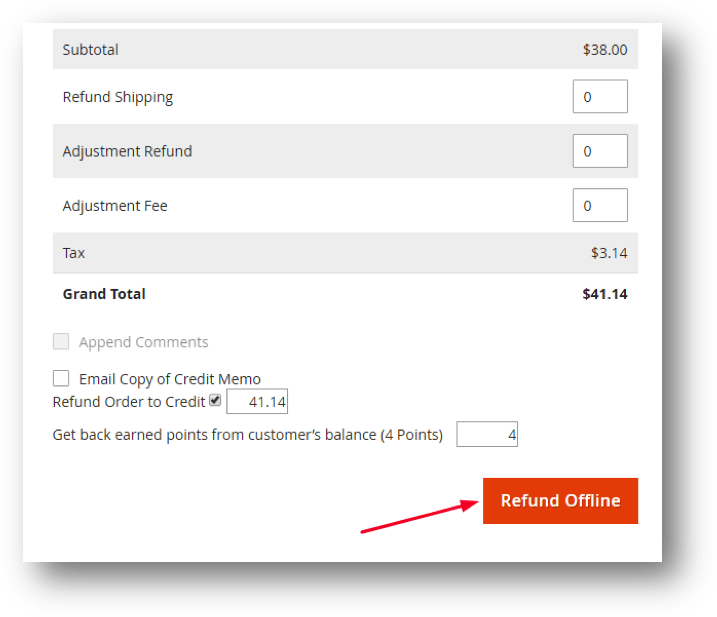 Subtotal $38.00
Refund Shipping 0
Adjustment Refund 0
Adjustment Fee 0
Tax $3.14
Grand Total $41.14
Append Comments
Email Copy of Credit Memo
Refund Order to Credit 41.14
Get back earned points from customer's balance (4 Points) 4
Refund Offline